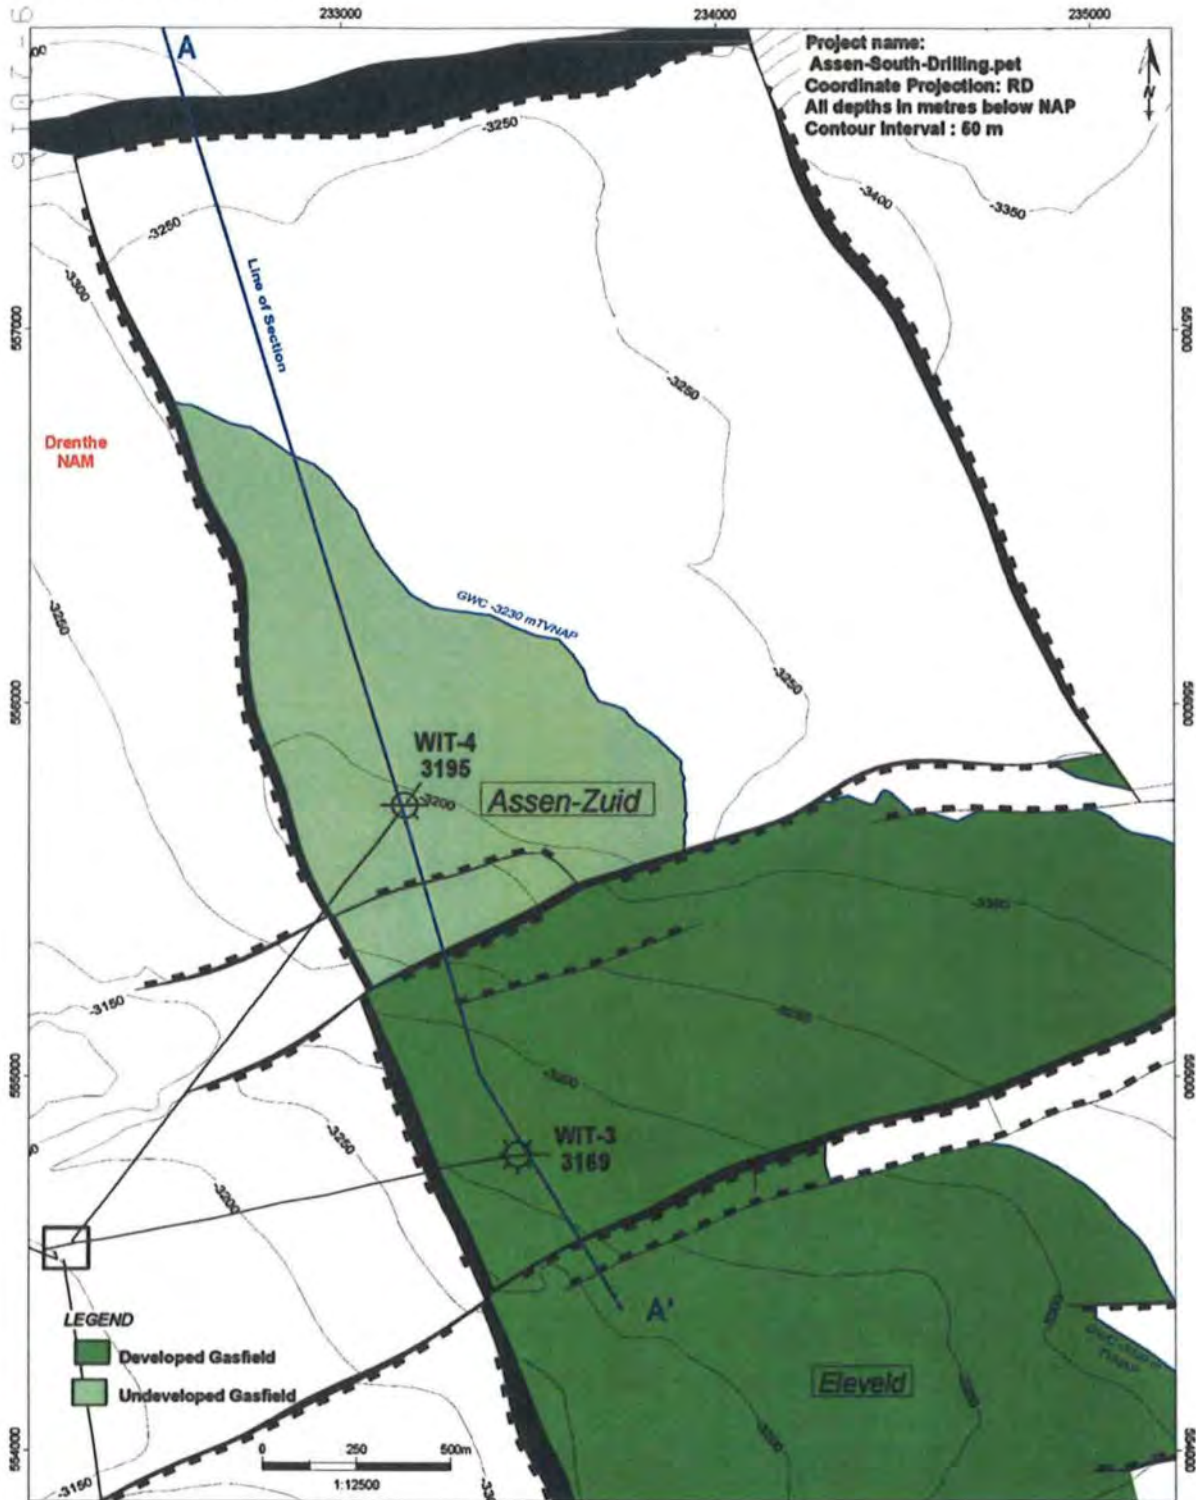 233000
234000
235000
A
Project name:
Assen-South-Drilling.pet
Coordinate Projection: RD
All depths in metres below NAP
Contour Interval : 50 m
N
-3250
-3250
-3400
-3350
-3300
Line of Section
557000
557000
-3250
Drenthe
NAM
-3250
GWC -3230 mTVNAP
-3250
556000
556000
WIT-4
3195
-3200
Assen-Zuid
-3150
555000
555000
-3200
-3250
WIT-3
3169
-3200
LEGEND
Developed Gasfield
Undeveloped Gasfield
A'
Eleveld
0 250 500m
1:12500
554000
554000
-3150